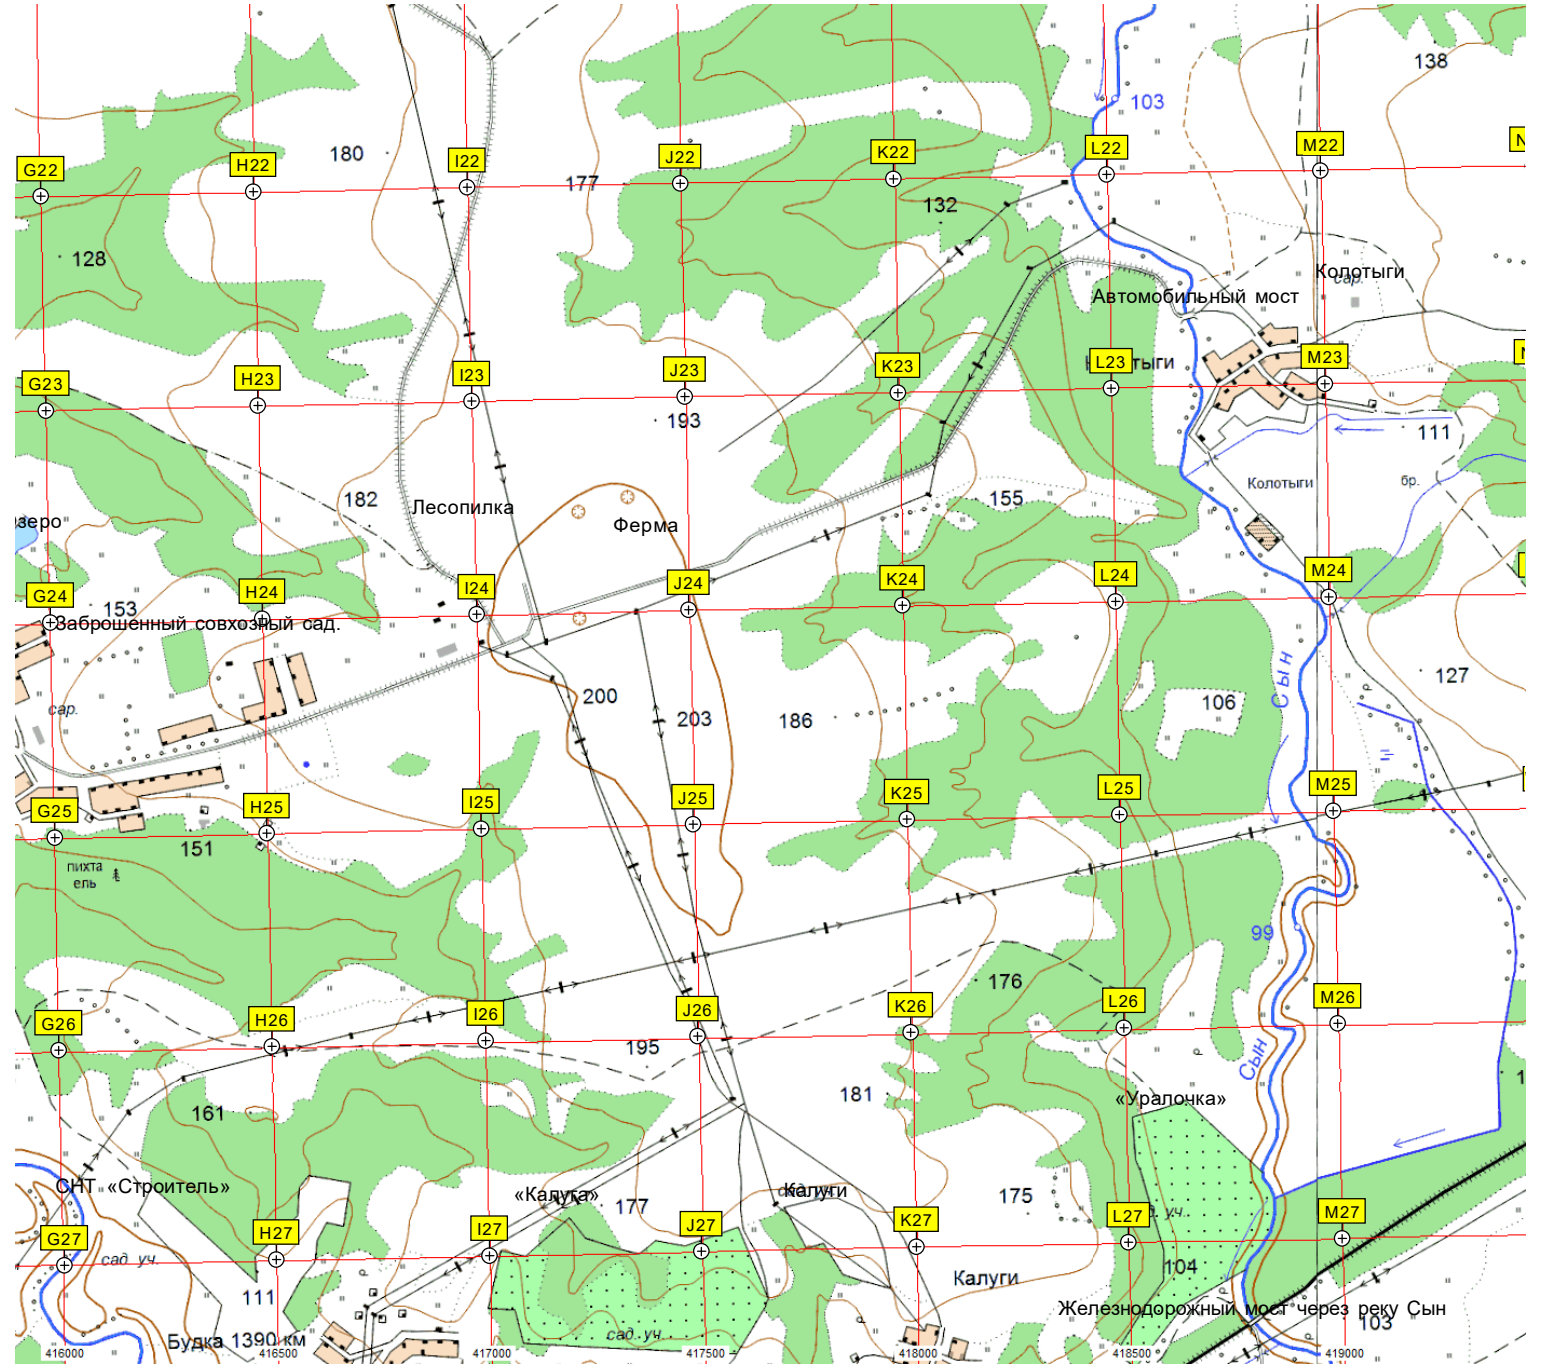 138
103
G22
H22
I22
J22
K22
L22
M22
180
177
132
128
Колотыги
сар.
Автомобильный мост
G23
H23
I23
J23
K23
L23
M23
тыги
193
111
182
Лесопилка
Ферма
155
Колотыги
бр.
зеро
G24
H24
I24
J24
K24
L24
M24
153
Заброшенный совхозный сад.
Сын
127
200
203
186
106
сар.
G25
H25
I25
J25
K25
L25
M25
151
пихта
ель
99
176
G26
H26
I26
J26
K26
L26
M26
195
Сын
181
161
«Уралочка»
СНТ «Строитель»
«Калуга»
177
Калуги
175
уч.
G27
H27
I27
J27
K27
L27
M27
сад. уч.
104
Калуги
111
Железнодорожный мост через реку Сын
103
Будка 1390 км
сад. уч.
416000
416500
417000
417500
418000
418500
419000